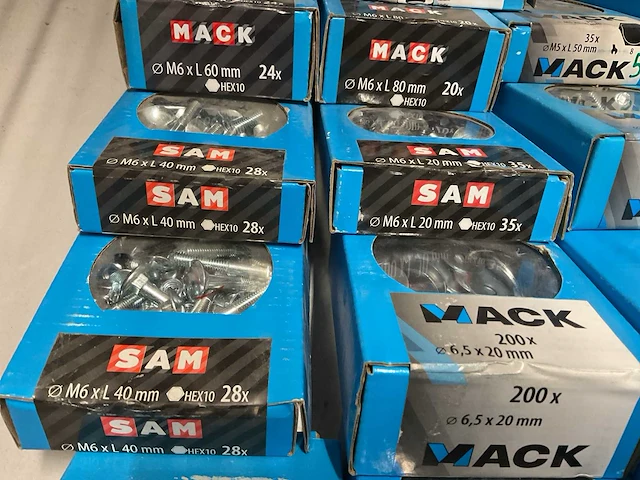 MACK
Ø M6 x L 60 mm 24x
HEX10
MACK
Ø M6 x L 80 mm 20x
HEX10
35x
Ø M5 x L 50 mm
MACK
SAM
Ø M6 x L 40 mm HEX10 28x
SAM
Ø M6 x L 40 mm HEX10 28x
SAM
Ø M6 x L 20 mm HEX10 35x
SAM
Ø M6 x L 20 mm HEX10 35x
SAM
Ø M6 x L 40 mm HEX10 28x
SAM
Ø M6 x L 40 mm HEX10 28x
MACK
200x
Ø 6,5 x 20 mm
200 x
Ø 6,5 x 20 mm
MACK